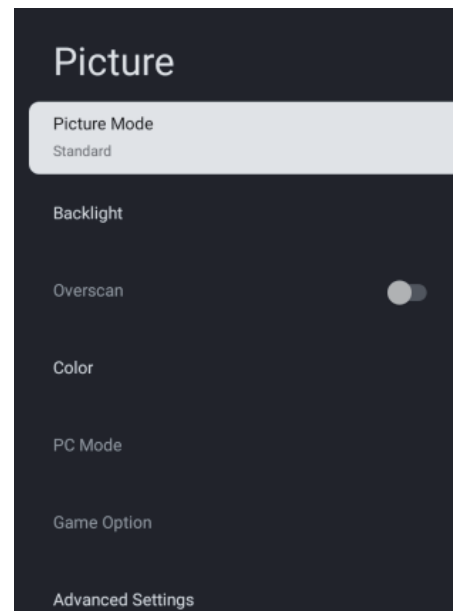 Picture
Picture Mode
Standard
Backlight
Overscan
Color
PC Mode
Game Option
Advanced Settings